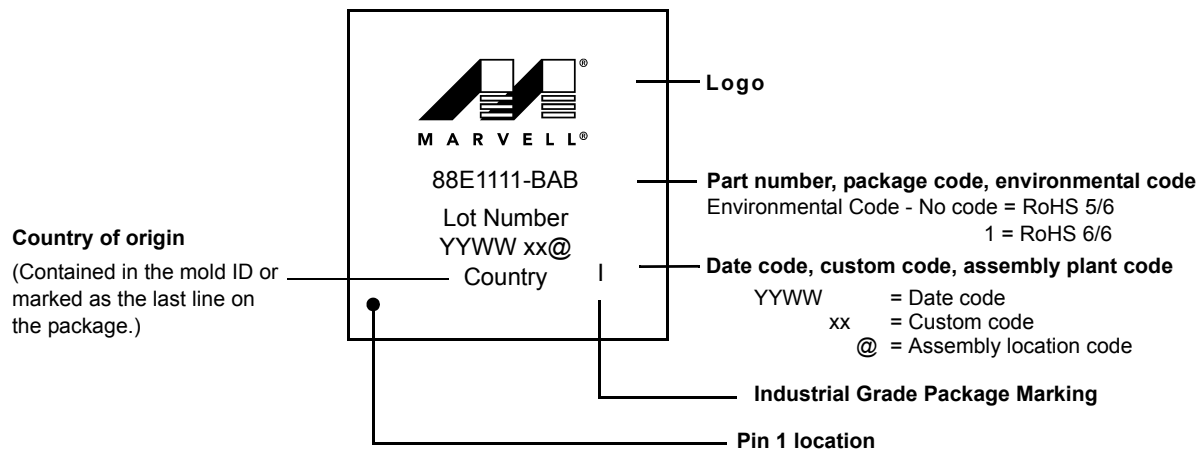 ®
MARVELL®
88E1111-BAB
Lot Number
YYWW xx@
Country I
Logo
Part number, package code, environmental code
Environmental Code - No code = RoHS 5/6
1 = RoHS 6/6
Country of origin
(Contained in the mold ID or
marked as the last line on
the package.)
Date code, custom code, assembly plant code
YYWW = Date code
xx = Custom code
@ = Assembly location code
Industrial Grade Package Marking
Pin 1 location